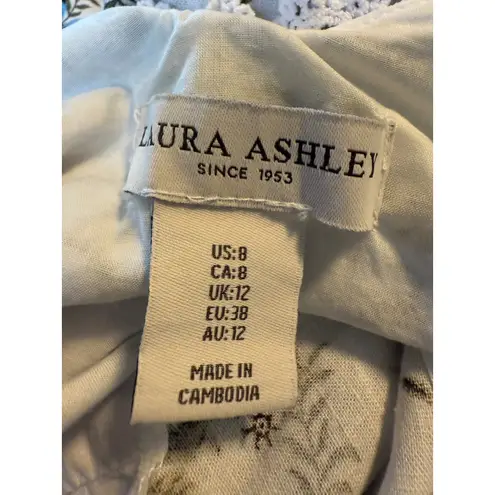 LAURA ASHLEY
SINCE 1953
US:8
CA:8
UK:12
EU:38
AU:12
MADE IN
CAMBODIA